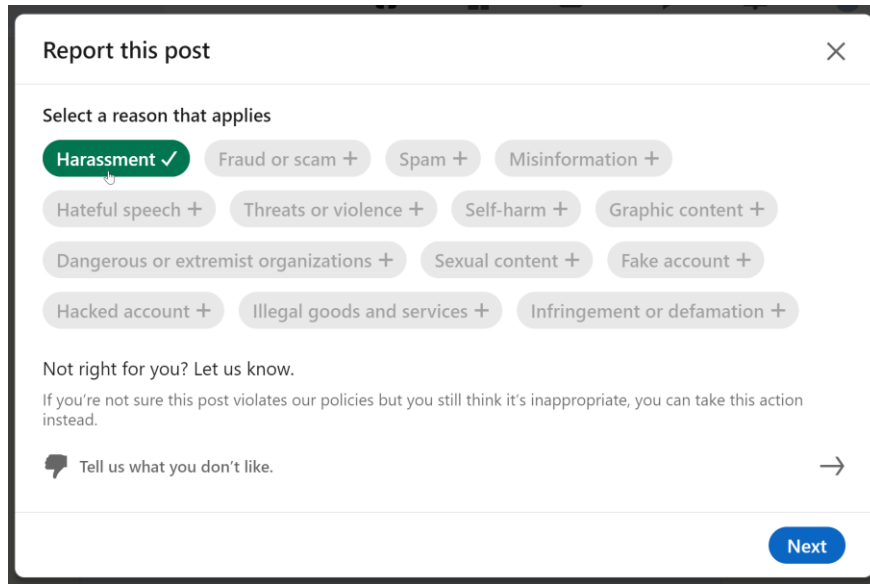 Report this post
Select a reason that applies
Harassment ✓ Fraud or scam + Spam + Misinformation +
Hateful speech + Threats or violence + Self-harm + Graphic content +
Dangerous or extremist organizations + Sexual content + Fake account +
Hacked account + Illegal goods and services + Infringement or defamation +
Not right for you? Let us know.
If you’re not sure this post violates our policies but you still think it’s inappropriate, you can take this action
instead.
Tell us what you don’t like.
Next